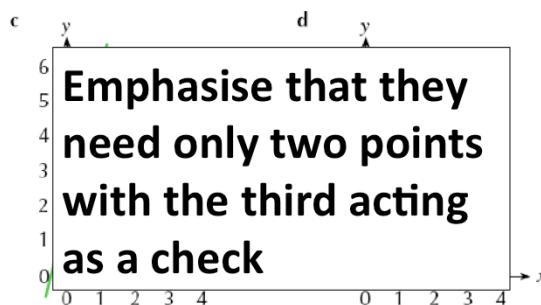 c y d y
6
5
4
3
2
1
0
Emphasise that they
need only two points
with the third acting
as a check
x
0 1 2 3 4 0 1 2 3 4